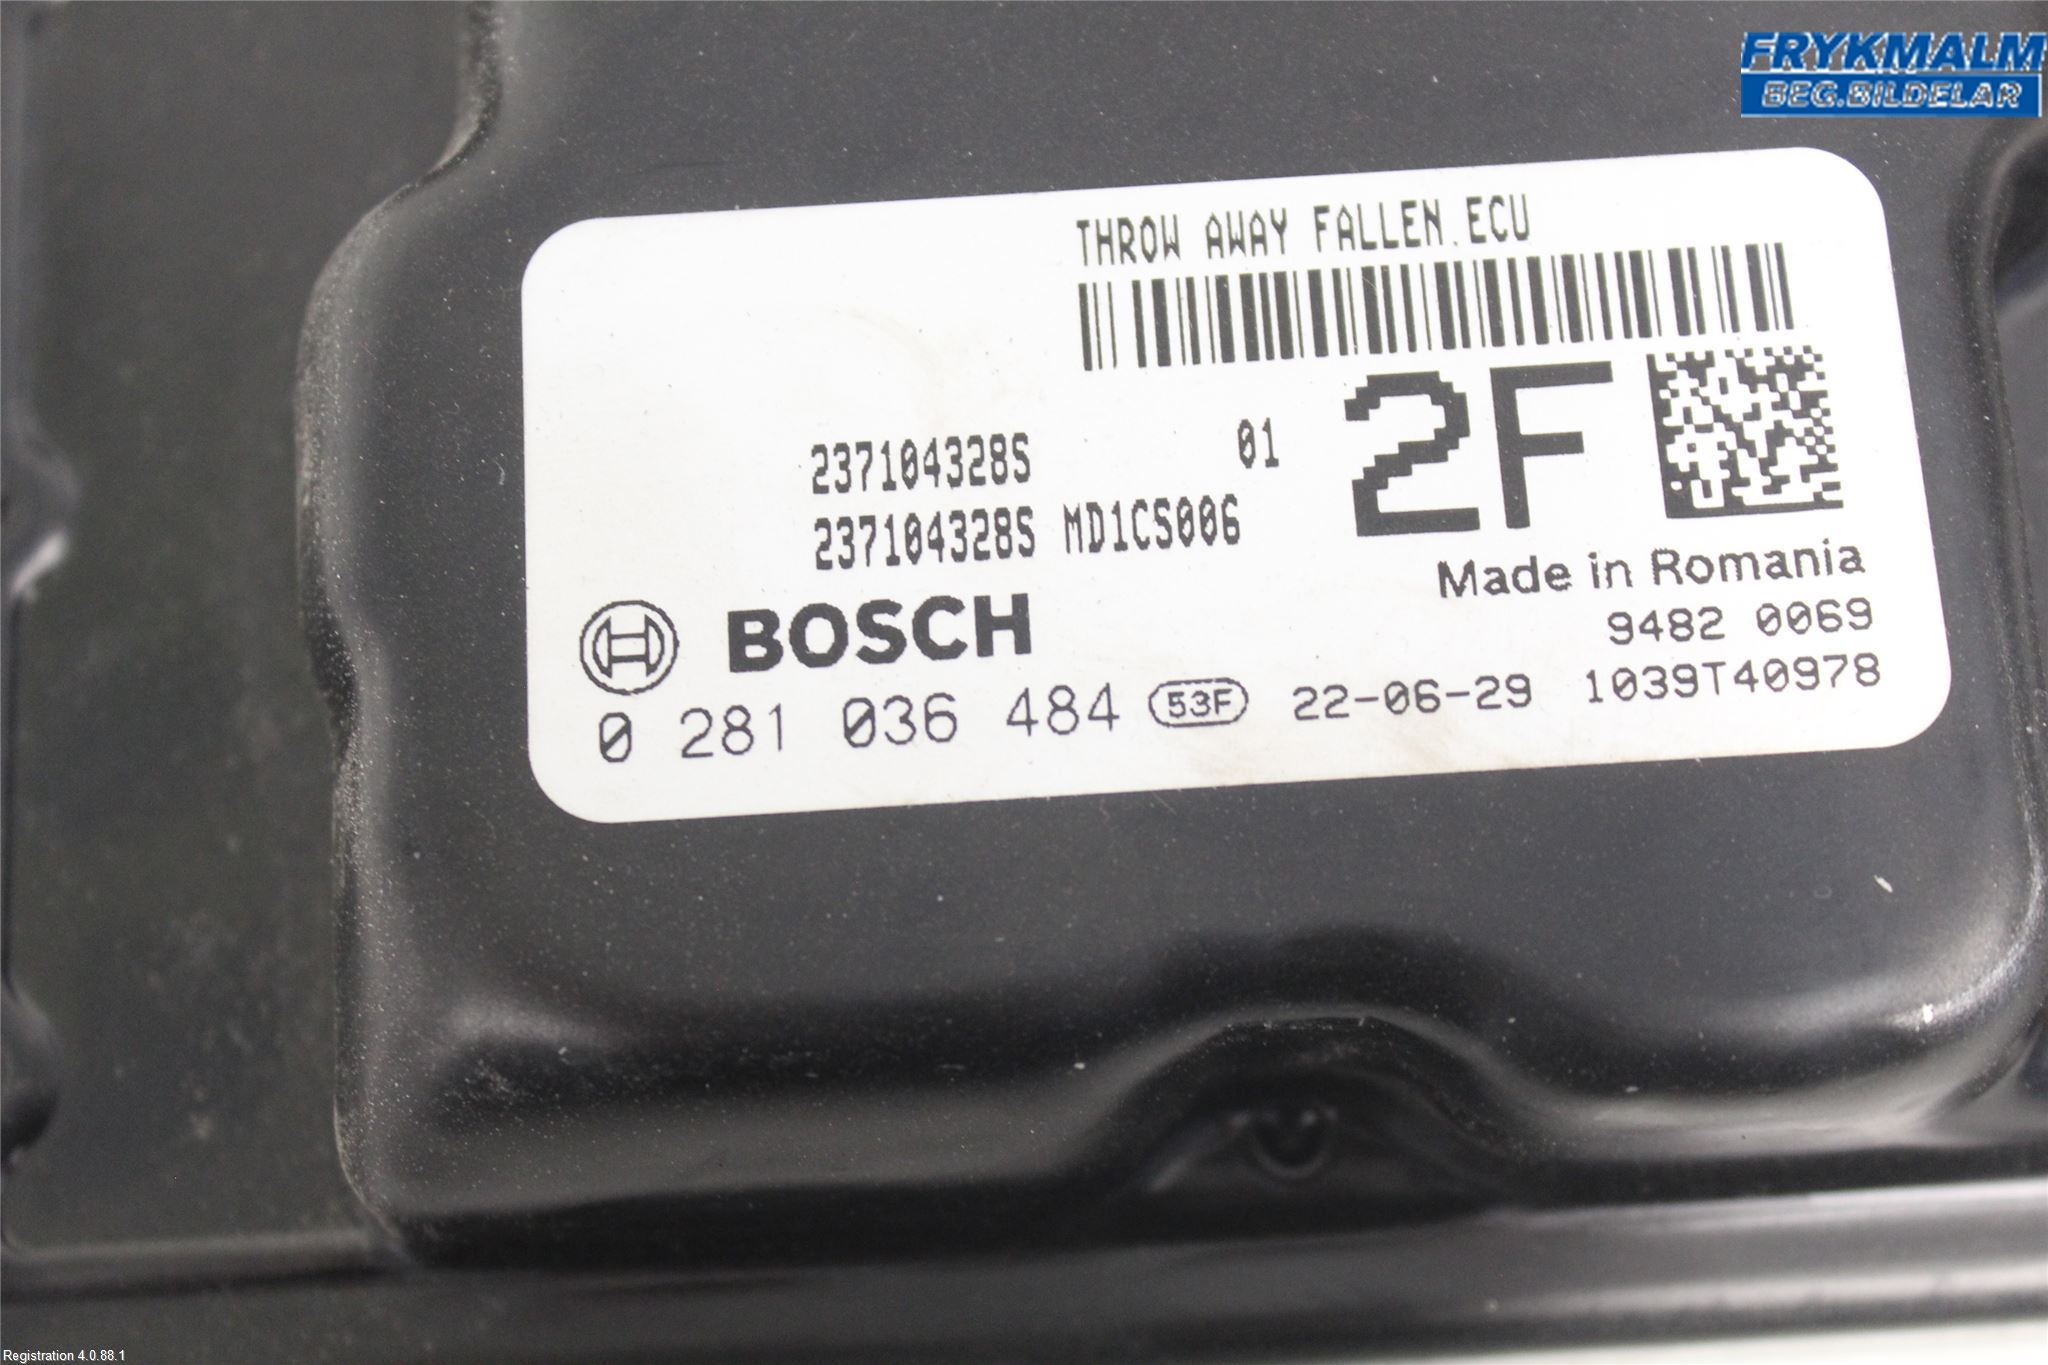 FRYKMALM
BEG.BILDELAR
THROW AWAY FALLEN.ECU
237104328S 01
237104328S MD1CS006
2F
Made in Romania
BOSCH
9482 0069
0 281 036 484 53F 22-06-29 1039T40978
Registration 4.0.88.1